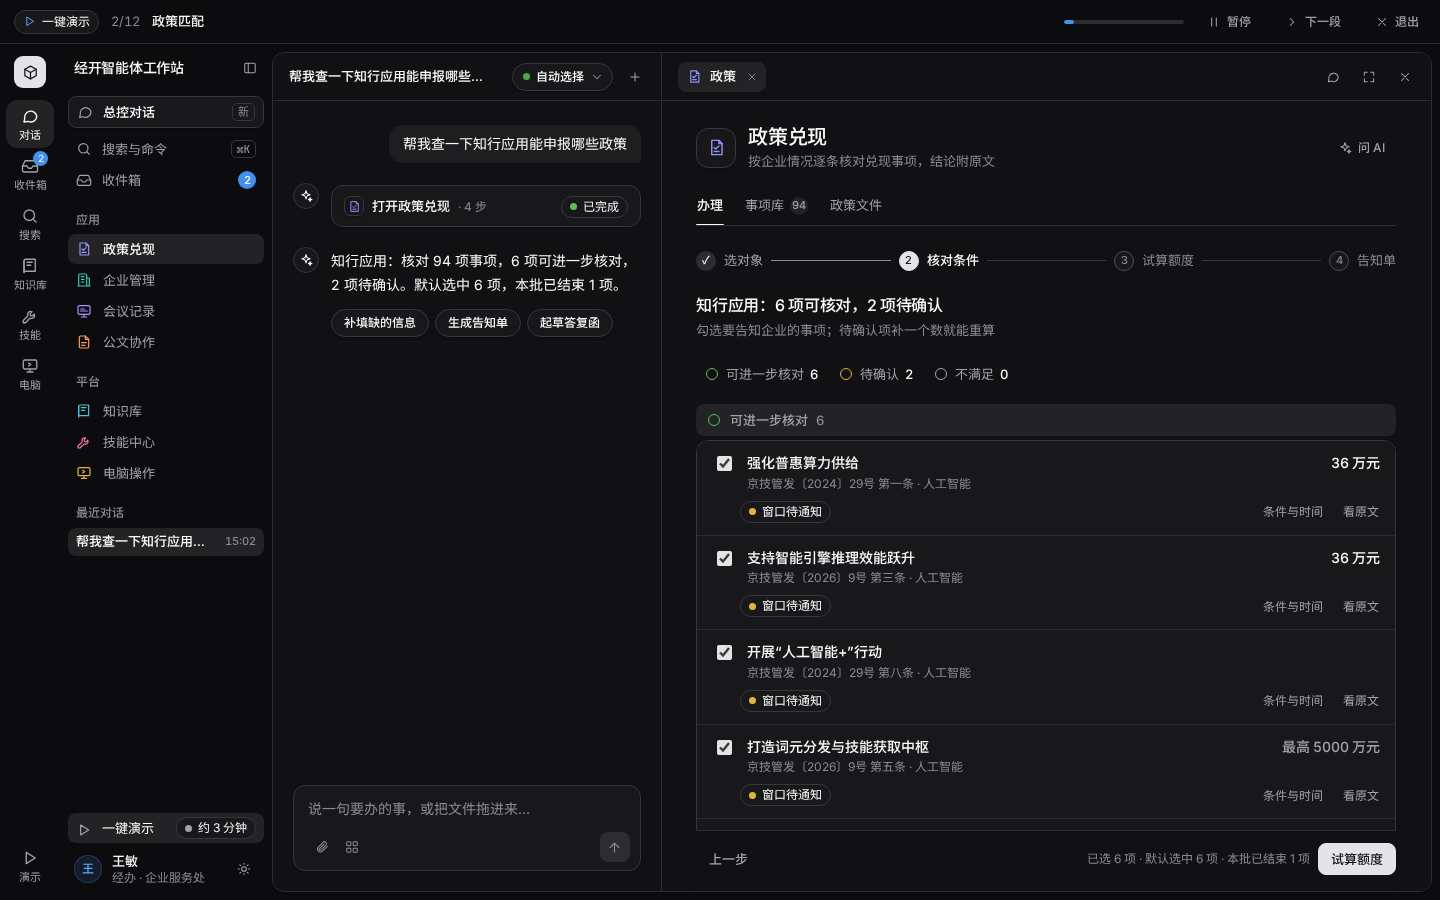 一键演示
2/12 政策匹配
暂停
下一段
退出
对话
2
收件箱
搜索
知识库
技能
电脑
演示
经开智能体工作站
总控对话 新
搜索与命令 ⌘K
收件箱 2
应用
政策兑现
企业管理
会议记录
公文协作
平台
知识库
技能中心
电脑操作
最近对话
帮我查一下知行应用... 15:02
一键演示 约 3 分钟
王
王敏
经办 · 企业服务处
帮我查一下知行应用能申报哪些...
自动选择
帮我查一下知行应用能申报哪些政策
打开政策兑现 · 4 步 已完成
知行应用：核对 94 项事项，6 项可进一步核对，
2 项待确认。默认选中 6 项，本批已结束 1 项。
补填缺的信息 生成告知单 起草答复函
说一句要办的事，或把文件拖进来...
政策
政策兑现
按企业情况逐条核对兑现事项，结论附原文
问 AI
办理 事项库 94 政策文件
选对象 2 核对条件 3 试算额度 4 告知单
知行应用：6 项可核对，2 项待确认
勾选要告知企业的事项；待确认项补一个数就能重算
可进一步核对 6 待确认 2 不满足 0
可进一步核对 6
强化普惠算力供给 36 万元
京技管发〔2024〕29号 第一条 · 人工智能
窗口待通知 条件与时间 看原文
支持智能引擎推理效能跃升 36 万元
京技管发〔2026〕9号 第三条 · 人工智能
窗口待通知 条件与时间 看原文
开展“人工智能+”行动
京技管发〔2024〕29号 第八条 · 人工智能
窗口待通知 条件与时间 看原文
打造词元分发与技能获取中枢 最高 5000 万元
京技管发〔2026〕9号 第五条 · 人工智能
窗口待通知 条件与时间 看原文
上一步
已选 6 项 · 默认选中 6 项 · 本批已结束 1 项
试算额度